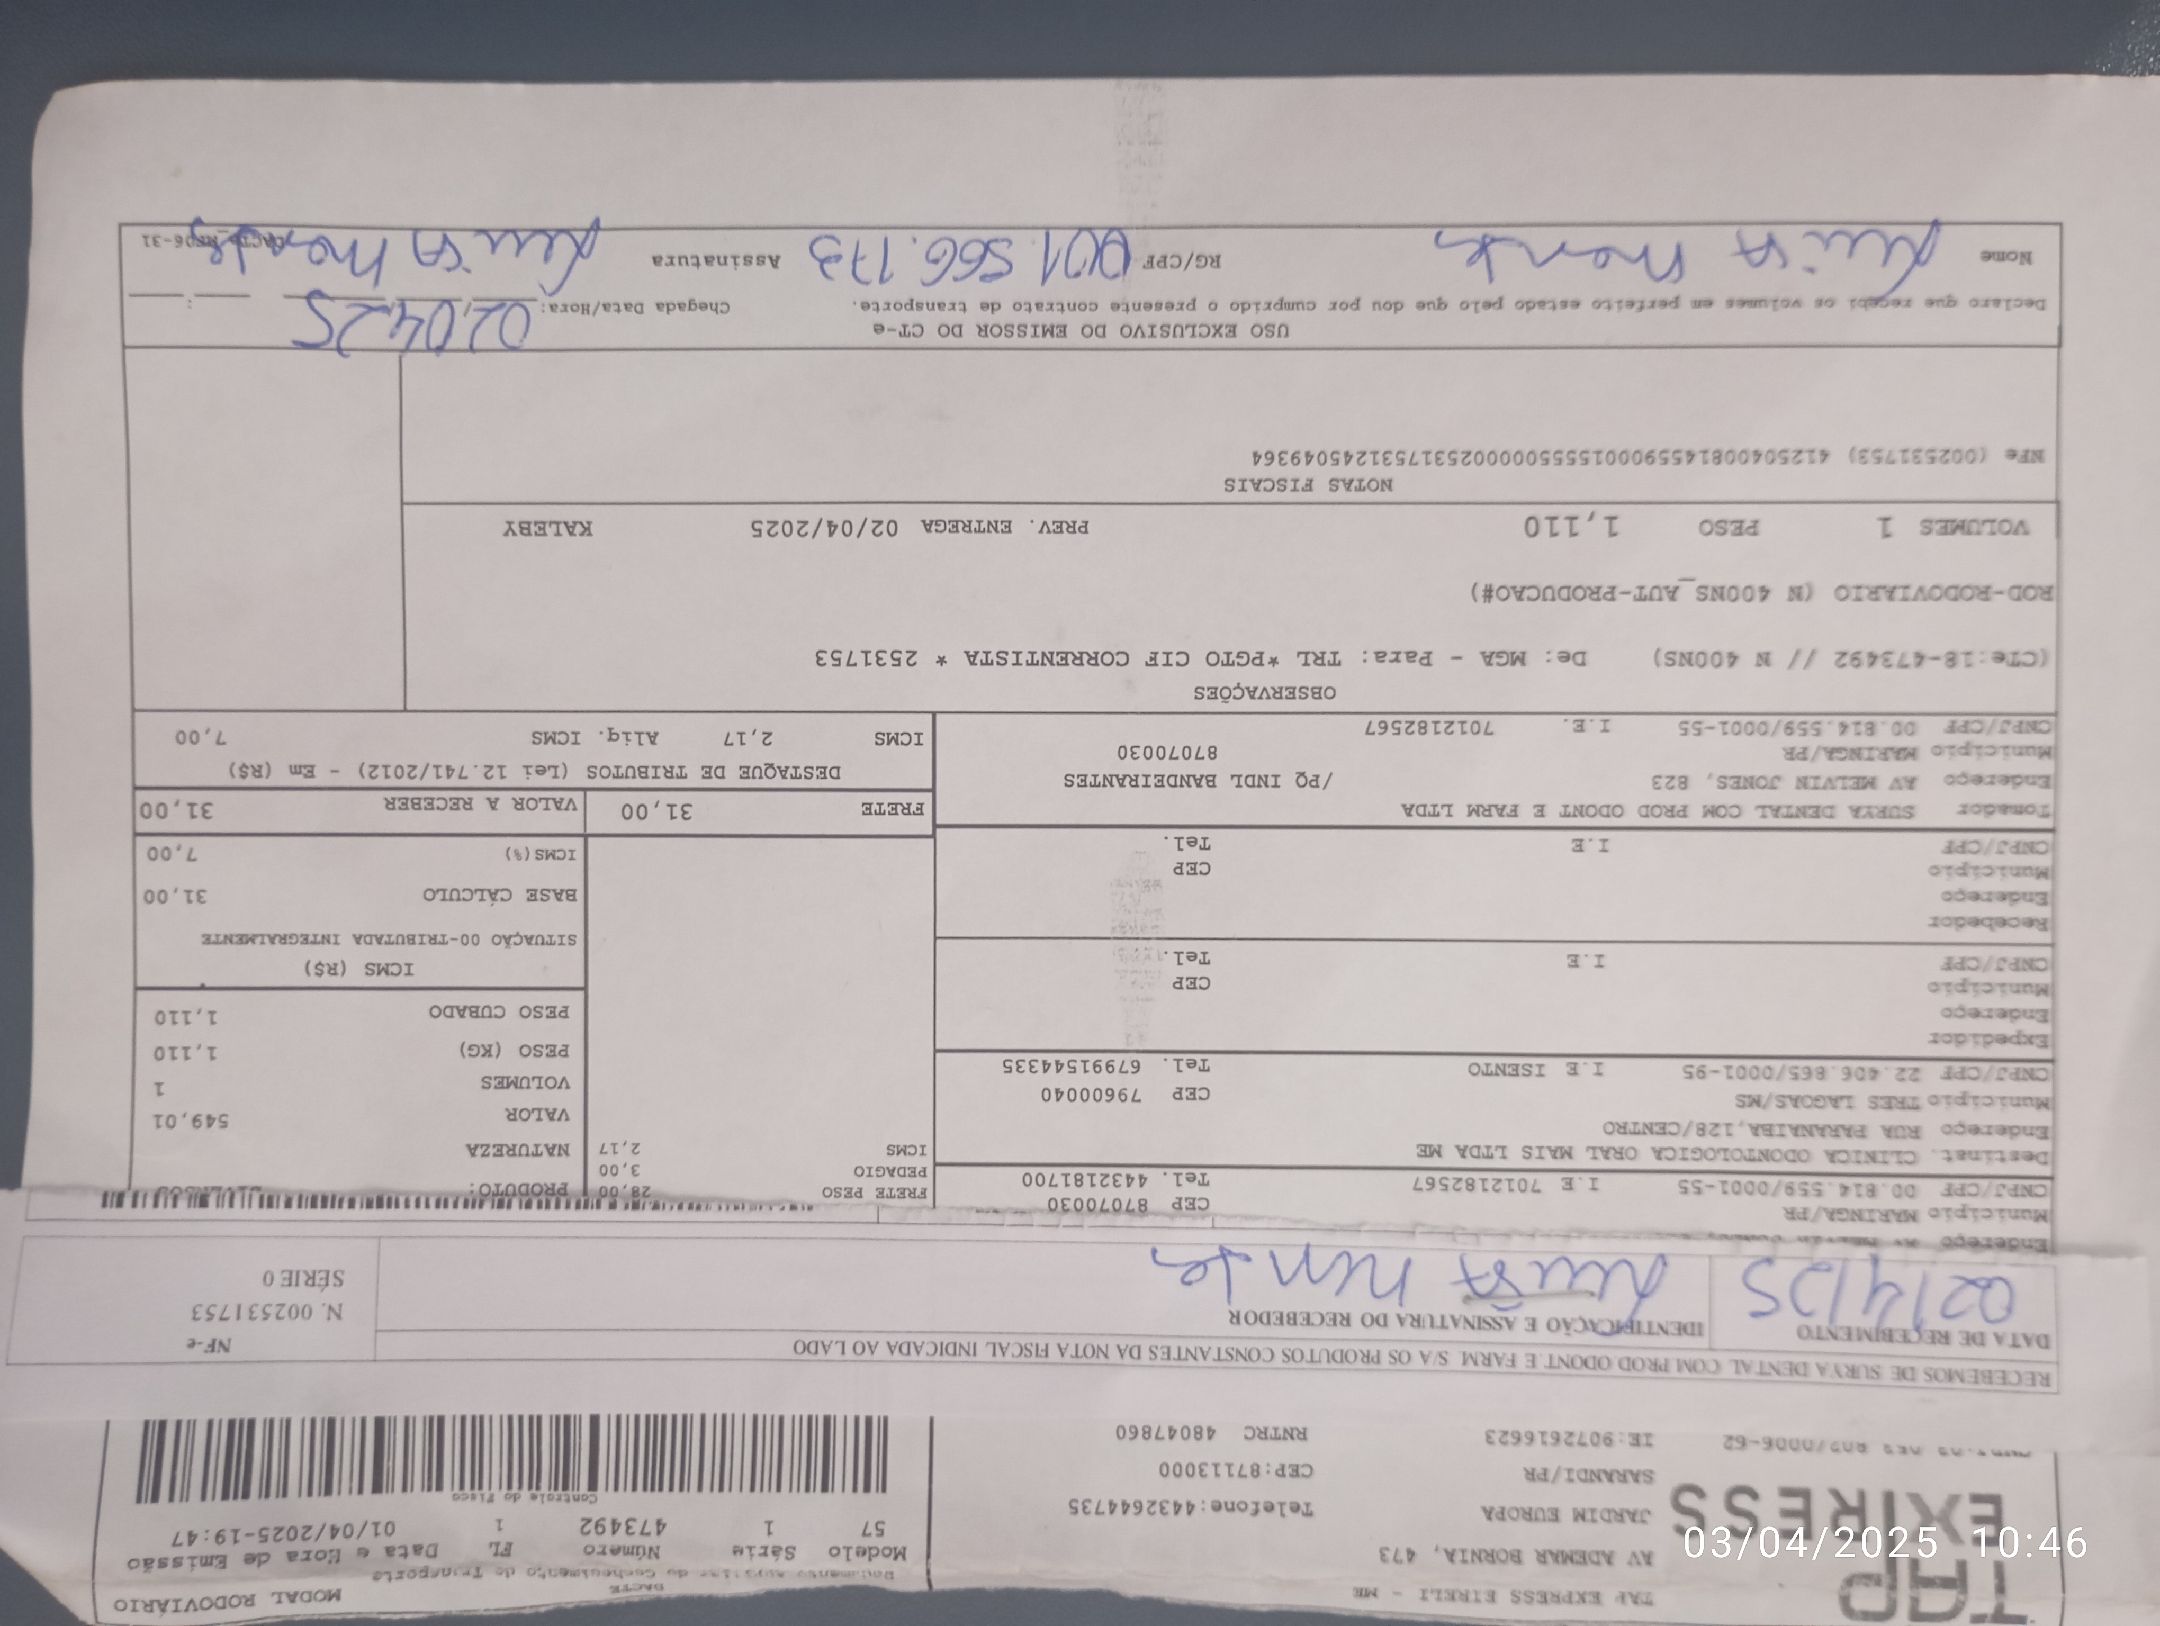 TAP
EXPRESS
TAP EXPRESS EIRELI - ME
AV ADEMAR BORNIA, 473
JARDIM EUROPA
Telefone:4432644735
SARANDI/PR
CEP:87113000
IE:9072616623
RNTRC 48047860
MODAL RODOVIÁRIO
DACTE
Documento Auxiliar do Conhecimento de Transporte
Modelo Série Número FL Data e Hora de Emissão
57 1 473492 1 01/04/2025-19:47
Controle do Fisco
RECEBEMOS DE SURYA DENTAL COM PROD ODONT.E FARM. S/A OS PRODUTOS CONSTANTES DA NOTA FISCAL INDICADA AO LADO
DATA DE RECEBIMENTO
IDENTIFICAÇÃO E ASSINATURA DO RECEBEDOR
02/4/25
NF-e
N. 002531753
SÉRIE 0
Endereço
Município MARINGA/PR
CEP 87070030
CNPJ/CPF 00.814.559/0001-55 I.E 7012182567
Tel. 4432181700
Destinat. CLINICA ODONTOLOGICA ORAL MAIS LTDA ME
Endereço RUA PARANAIBA,128/CENTRO
Município TRES LAGOAS/MS
CEP 79600040
CNPJ/CPF 22.406.865/0001-95 I.E ISENTO
Tel. 67991544335
Expedidor
Endereço
Município
CEP
CNPJ/CPF I.E
Tel.
Recebedor
Endereço
Município
CEP
CNPJ/CPF I.E
Tel.
Tomador SURYA DENTAL COM PROD ODONT E FARM LTDA
Endereço AV MELVIN JONES, 823 /PQ INDL BANDEIRANTES
Município MARINGA/PR 87070030
CNPJ/CPF 00.814.559/0001-55 I.E. 7012182567
FRETE PESO 28,00
PEDAGIO 3,00
ICMS 2,17
PRODUTO:
NATUREZA
VALOR 549,01
VOLUMES 1
PESO (KG) 1,110
PESO CUBADO 1,110
ICMS (R$)
SITUAÇÃO 00-TRIBUTADA INTEGRALMENTE
BASE CÁLCULO 31,00
ICMS(%) 7,00
FRETE 31,00 VALOR A RECEBER 31,00
DESTAQUE DE TRIBUTOS (Lei 12.741/2012) - Em (R$)
ICMS 2,17 Alíq. ICMS 7,00
OBSERVAÇÕES
(CTe:18-473492 // N 400NS) De: MGA - Para: TRL *PGTO CIF CORRENTISTA * 2531753
ROD-RODOVIARIO (N 400NS_AUT-PRODUCAO#)
VOLUMES 1 PESO 1,110 PREV. ENTREGA 02/04/2025 KALEBY
NOTAS FISCAIS
NFe (002531753) 41250400814559000155550000025317531245049364
USO EXCLUSIVO DO EMISSOR DO CT-e
Declaro que recebi os volumes em perfeito estado pelo que dou por cumprido o presente contrato de transporte.
Chegada Data/Hora: 02,04,25
Nome
RG/CPF 001.566.173
Assinatura
03/04/2025 10:46